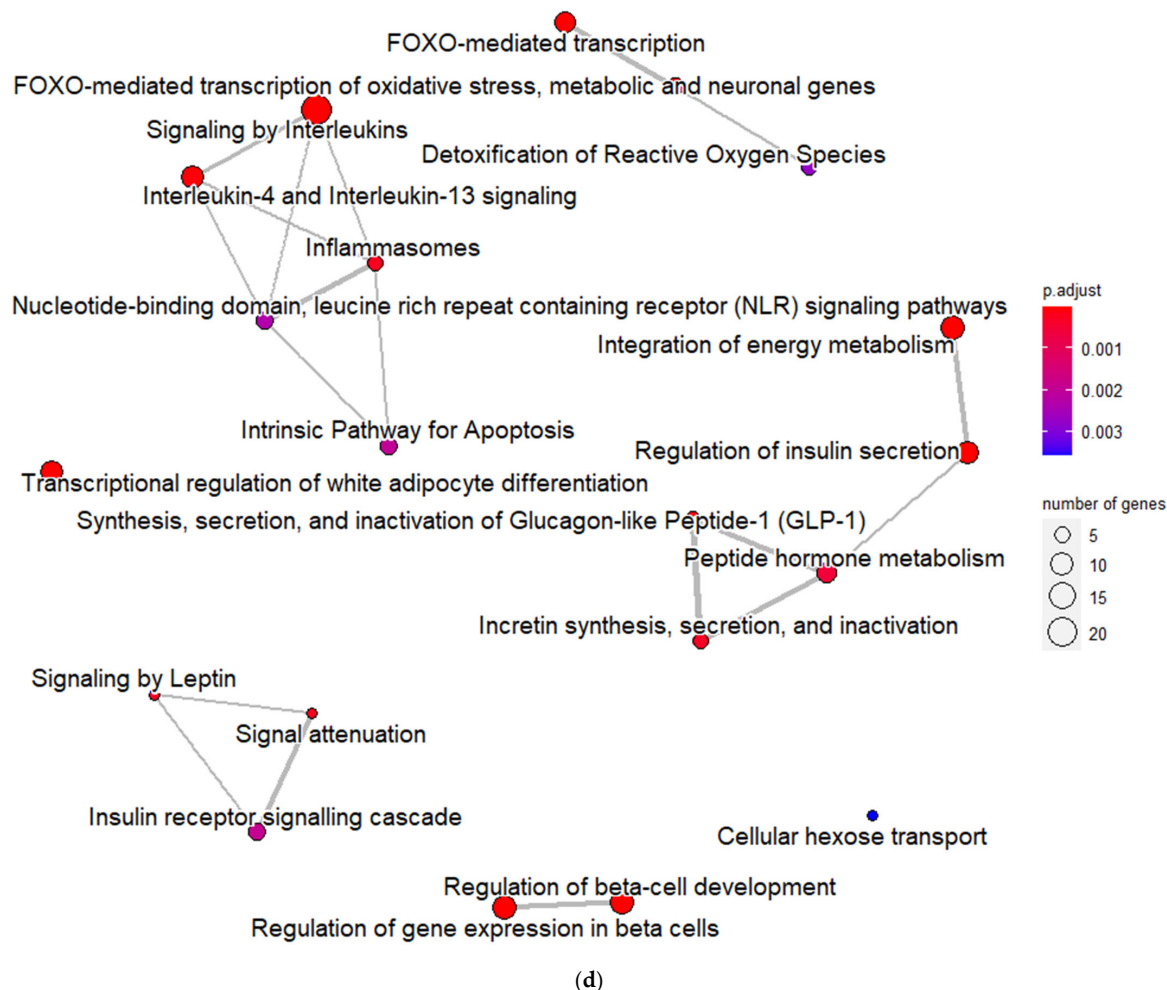 FOXO-mediated transcription
FOXO-mediated transcription of oxidative stress, metabolic and neuronal genes
Signaling by Interleukins
Detoxification of Reactive Oxygen Species
Interleukin-4 and Interleukin-13 signaling
Inflammasomes
Nucleotide-binding domain, leucine rich repeat containing receptor (NLR) signaling pathways
Integration of energy metabolism
Intrinsic Pathway for Apoptosis
Regulation of insulin secretion
Transcriptional regulation of white adipocyte differentiation
Synthesis, secretion, and inactivation of Glucagon-like Peptide-1 (GLP-1)
Peptide hormone metabolism
Incretin synthesis, secretion, and inactivation
Signaling by Leptin
Signal attenuation
Insulin receptor signalling cascade
Cellular hexose transport
Regulation of beta-cell development
Regulation of gene expression in beta cells
p.adjust
0.001
0.002
0.003
number of genes
5
10
15
20
(d)